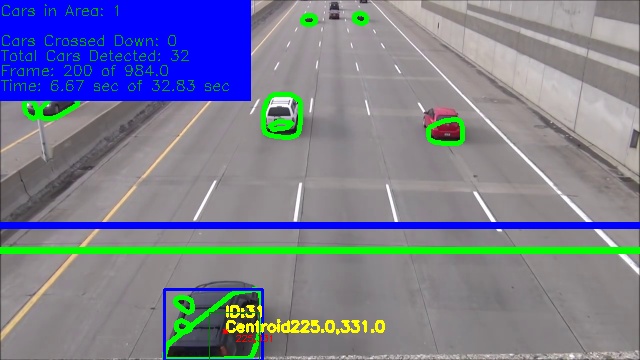 Cars in Area: 1
Cars Crossed Down: 0
Total Cars Detected: 32
Frame: 200 of 984.0
Time: 6.67 sec of 32.83 sec
ID:31
Centroid225.0,331.0